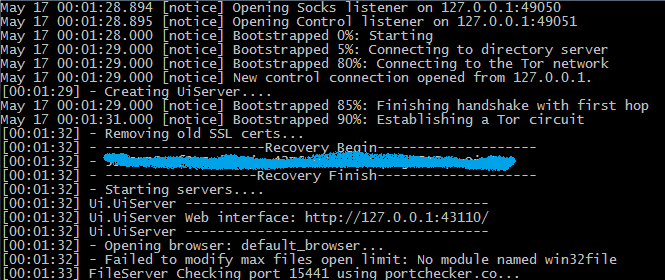 May 17 00:01:28.894 [notice] Opening Socks listener on 127.0.0.1:49050
May 17 00:01:28.895 [notice] Opening Control listener on 127.0.0.1:49051
May 17 00:01:28.000 [notice] Bootstrapped 0%: Starting
May 17 00:01:29.000 [notice] Bootstrapped 5%: Connecting to directory server
May 17 00:01:29.000 [notice] Bootstrapped 80%: Connecting to the Tor network
May 17 00:01:29.000 [notice] New control connection opened from 127.0.0.1.
[00:01:29] - Creating UiServer....
May 17 00:01:29.000 [notice] Bootstrapped 85%: Finishing handshake with first hop
May 17 00:01:31.000 [notice] Bootstrapped 90%: Establishing a Tor circuit
[00:01:32] - Removing old SSL certs...
[00:01:32] - --------------------Recovery Begin--------------------
[00:01:32] -
[00:01:32] - -------------------Recovery Finish--------------------
[00:01:32] - Starting servers....
[00:01:32] Ui.UiServer --------------------------------------
[00:01:32] Ui.UiServer Web interface: http://127.0.0.1:43110/
[00:01:32] Ui.UiServer --------------------------------------
[00:01:32] - Opening browser: default_browser...
[00:01:32] - Failed to modify max files open limit: No module named win32file
[00:01:33] FileServer Checking port 15441 using portchecker.co...